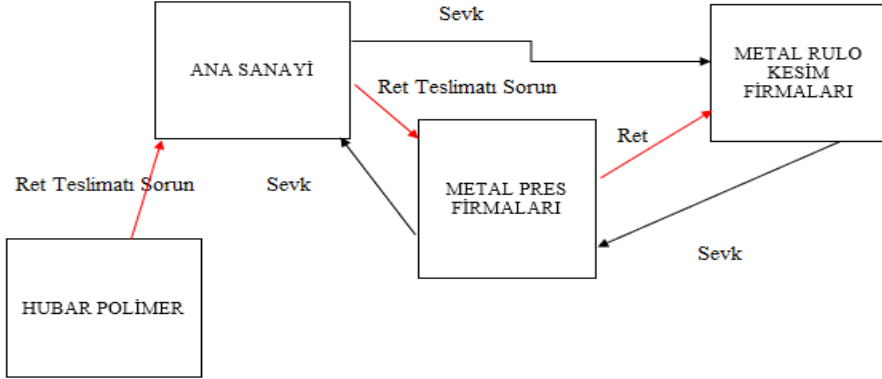 Sevk
ANA SANAYİ
METAL RULO
KESİM
FİRMALARI
Ret Teslimatı Sorun
Ret
Ret Teslimatı Sorun
Sevk
METAL PRES
FİRMALARI
Sevk
HUBAR POLİMER